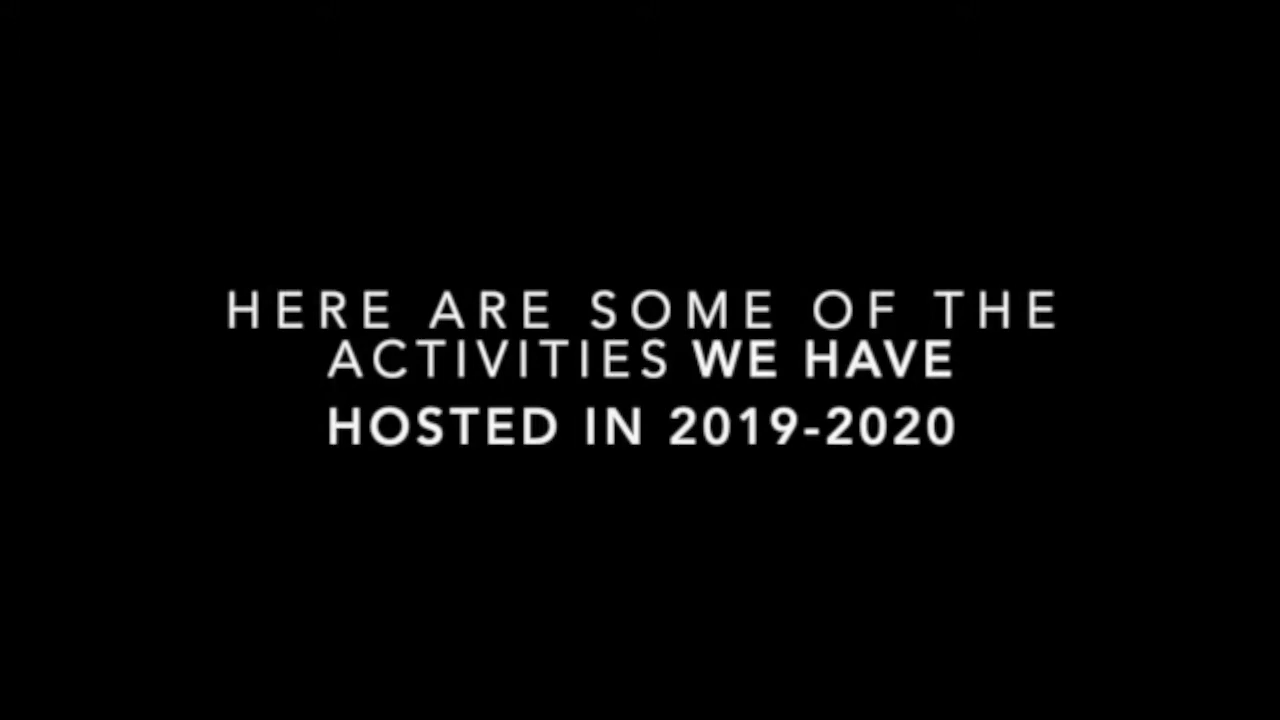 HERE ARE SOME OF THE
ACTIVITIES WE HAVE
HOSTED IN 2019-2020